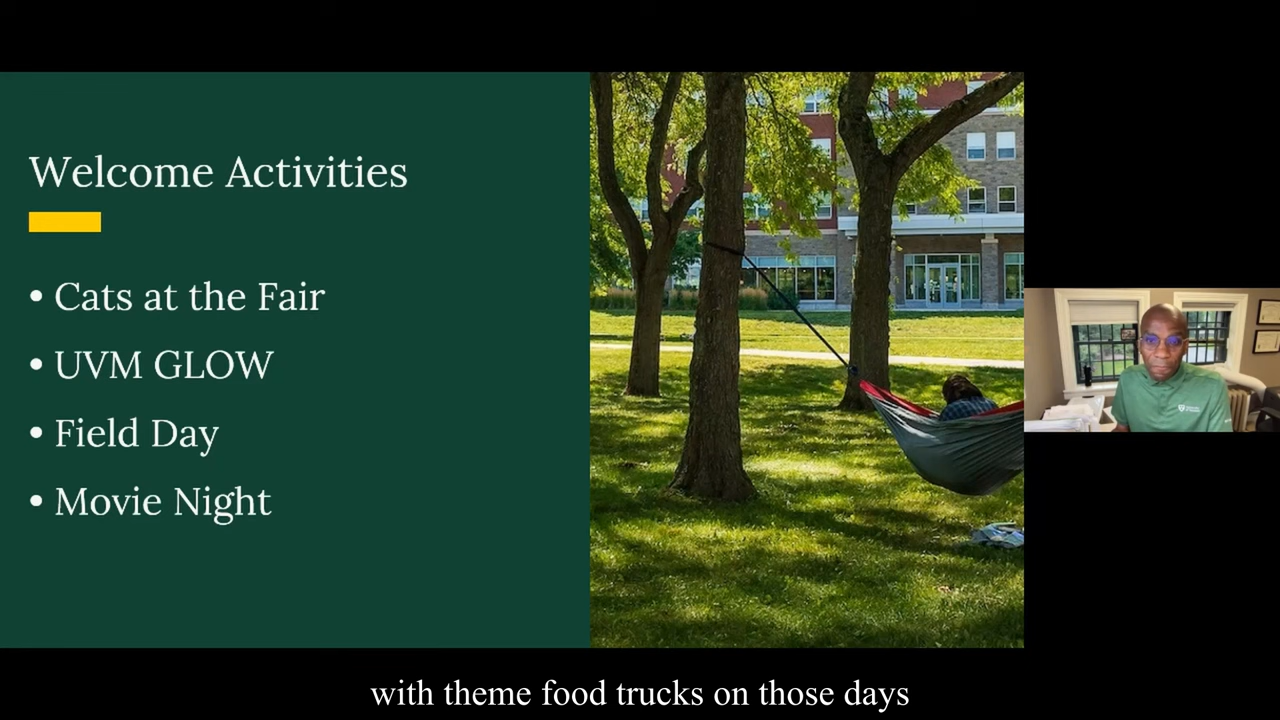 Welcome Activities
• Cats at the Fair
• UVM GLOW
• Field Day
• Movie Night
with theme food trucks on those days